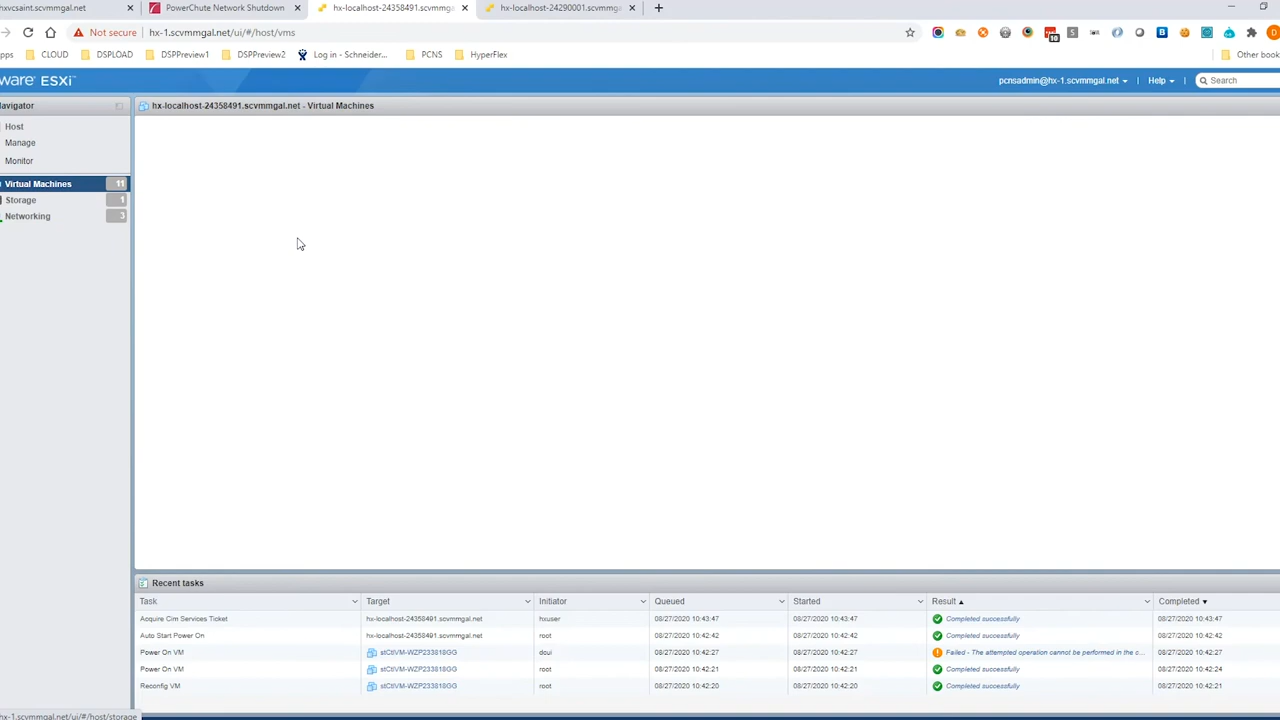 hxvcsaint.scvmmgal.net
PowerChute Network Shutdown
hx-localhost-24358491.scvmmga
hx-localhost-24290001.scvmmga
Not secure hx-1.scvmmgal.net/ui/#/host/vms
10
pps CLOUD DSPLOAD DSPPreview1 DSPPreview2 Log in - Schneider... PCNS HyperFlex Other book
ware ESXi™
pcnsadmin@hx-1.scvmmgal.net Help Search
Navigator
hx-localhost-24358491.scvmmgal.net - Virtual Machines
Host
Manage
Monitor
Virtual Machines 11
Storage 1
Networking 3
Recent tasks
Task Target Initiator Queued Started Result Completed
Acquire Cim Services Ticket hx-localhost-24358491.scvmmgal.net hxuser 08/27/2020 10:43:47 08/27/2020 10:43:47 Completed successfully 08/27/2020 10:43:47
Auto Start Power On hx-localhost-24358491.scvmmgal.net root 08/27/2020 10:42:42 08/27/2020 10:42:42 Completed successfully 08/27/2020 10:42:42
Power On VM stCtlVM-WZP233818GG dcui 08/27/2020 10:42:27 08/27/2020 10:42:27 Failed - The attempted operation cannot be performed in the c... 08/27/2020 10:42:27
Power On VM stCtlVM-WZP233818GG root 08/27/2020 10:42:21 08/27/2020 10:42:21 Completed successfully 08/27/2020 10:42:24
Reconfig VM stCtlVM-WZP233818GG root 08/27/2020 10:42:20 08/27/2020 10:42:20 Completed successfully 08/27/2020 10:42:21
hx-1.scvmmgal.net/ui/#/host/storage